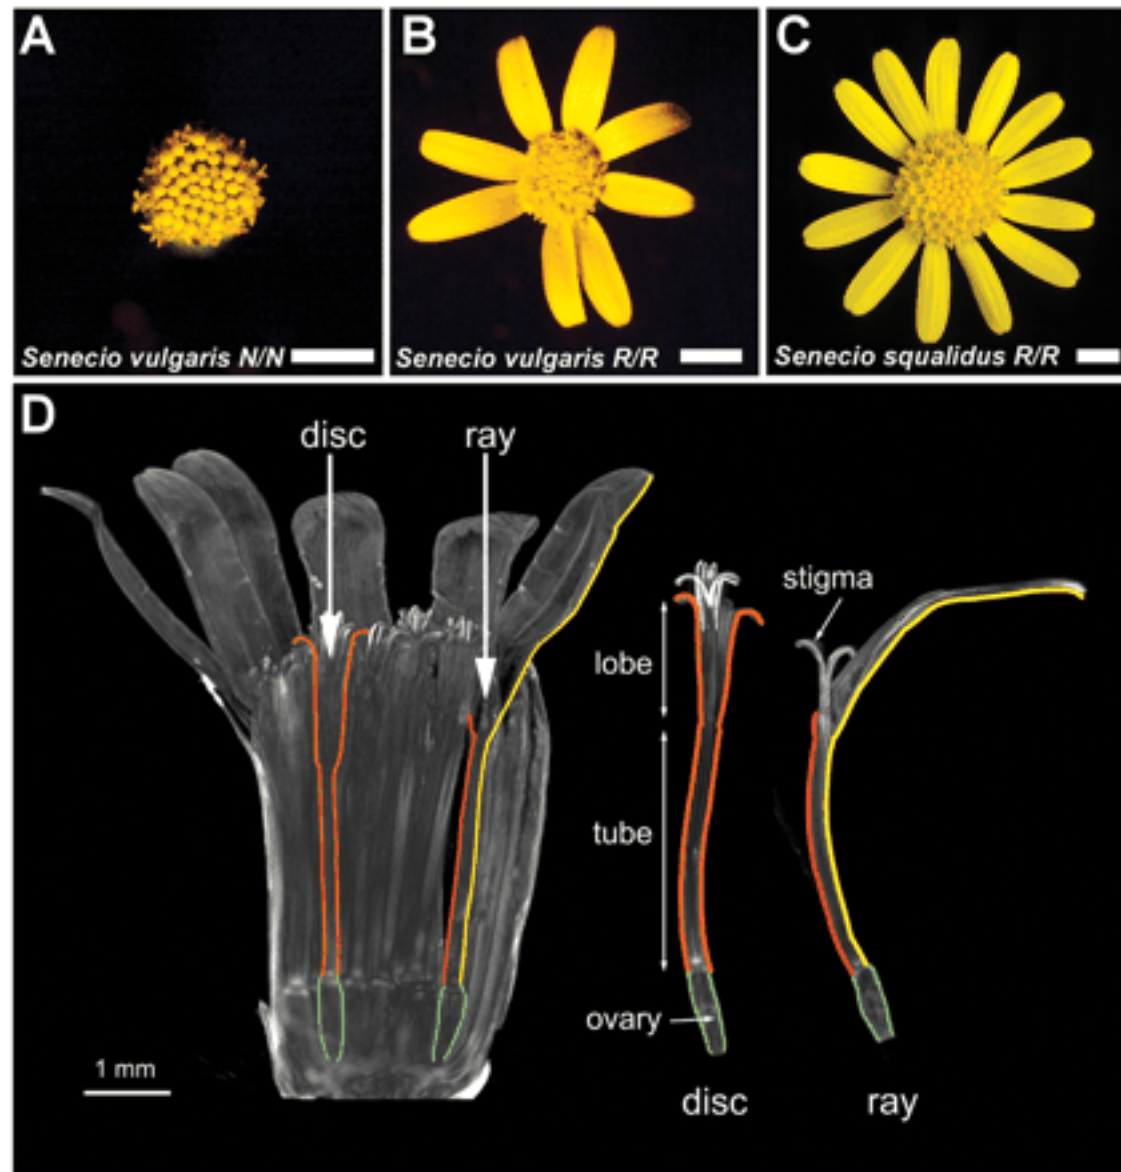 A
B
C
Senecio vulgaris N/N
Senecio vulgaris R/R
Senecio squalidus R/R
D
disc
ray
stigma
lobe
tube
ovary
1 mm
disc
ray